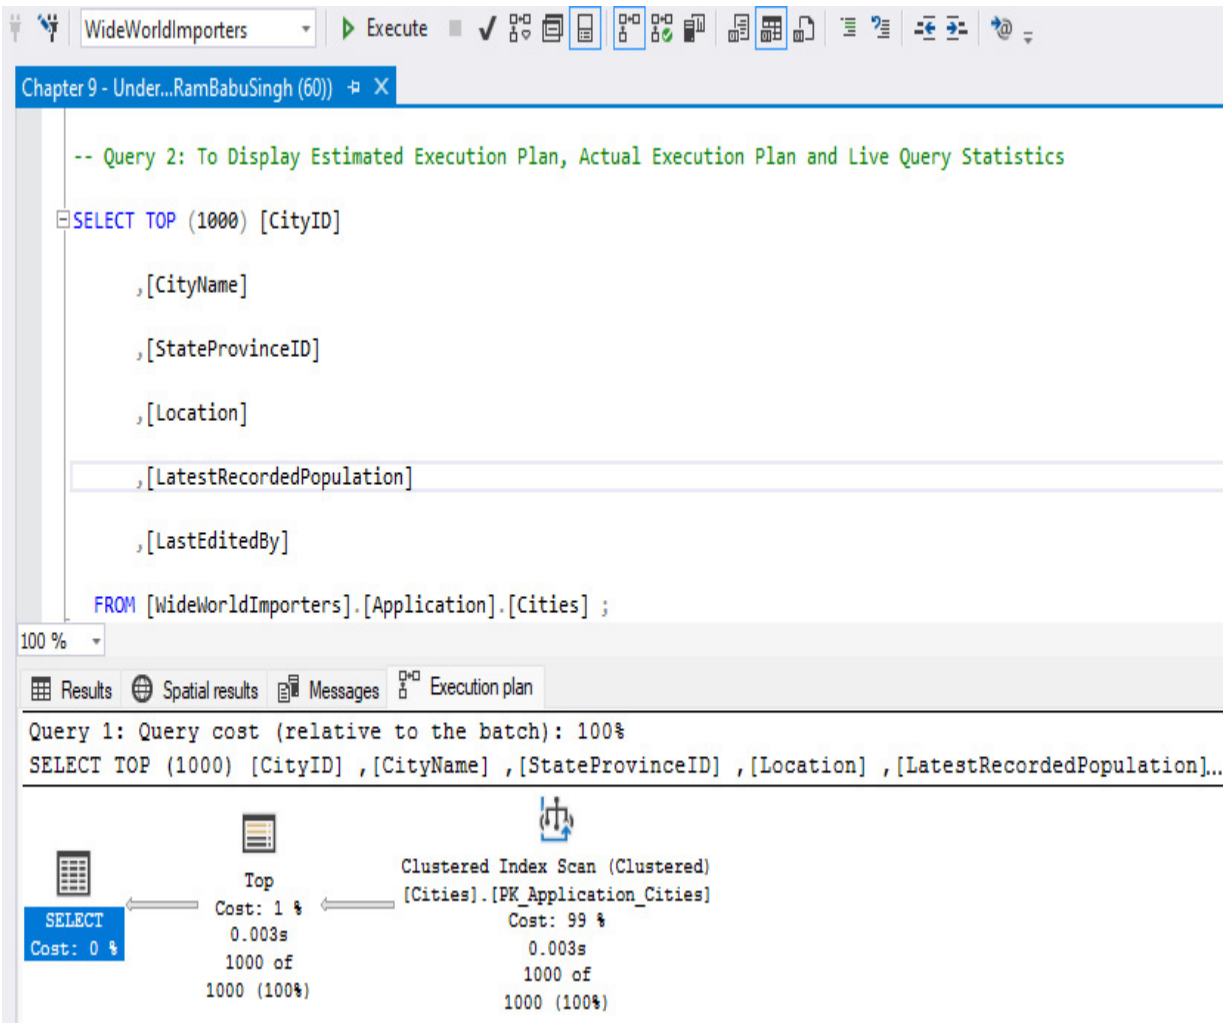 WideWorldImporters
Execute
Chapter 9 - Under...RamBabuSingh (60))
-- Query 2: To Display Estimated Execution Plan, Actual Execution Plan and Live Query Statistics
SELECT TOP (1000) [CityID]
,[CityName]
,[StateProvinceID]
,[Location]
,[LatestRecordedPopulation]
,[LastEditedBy]
FROM [WideWorldImporters].[Application].[Cities] ;
100 %
Results Spatial results Messages Execution plan
Query 1: Query cost (relative to the batch): 100%
SELECT TOP (1000) [CityID] ,[CityName] ,[StateProvinceID] ,[Location] ,[LatestRecordedPopulation]...
SELECT
Cost: 0 %
Top
Cost: 1 %
0.003s
1000 of
1000 (100%)
Clustered Index Scan (Clustered)
[Cities].[PK_Application_Cities]
Cost: 99 %
0.003s
1000 of
1000 (100%)